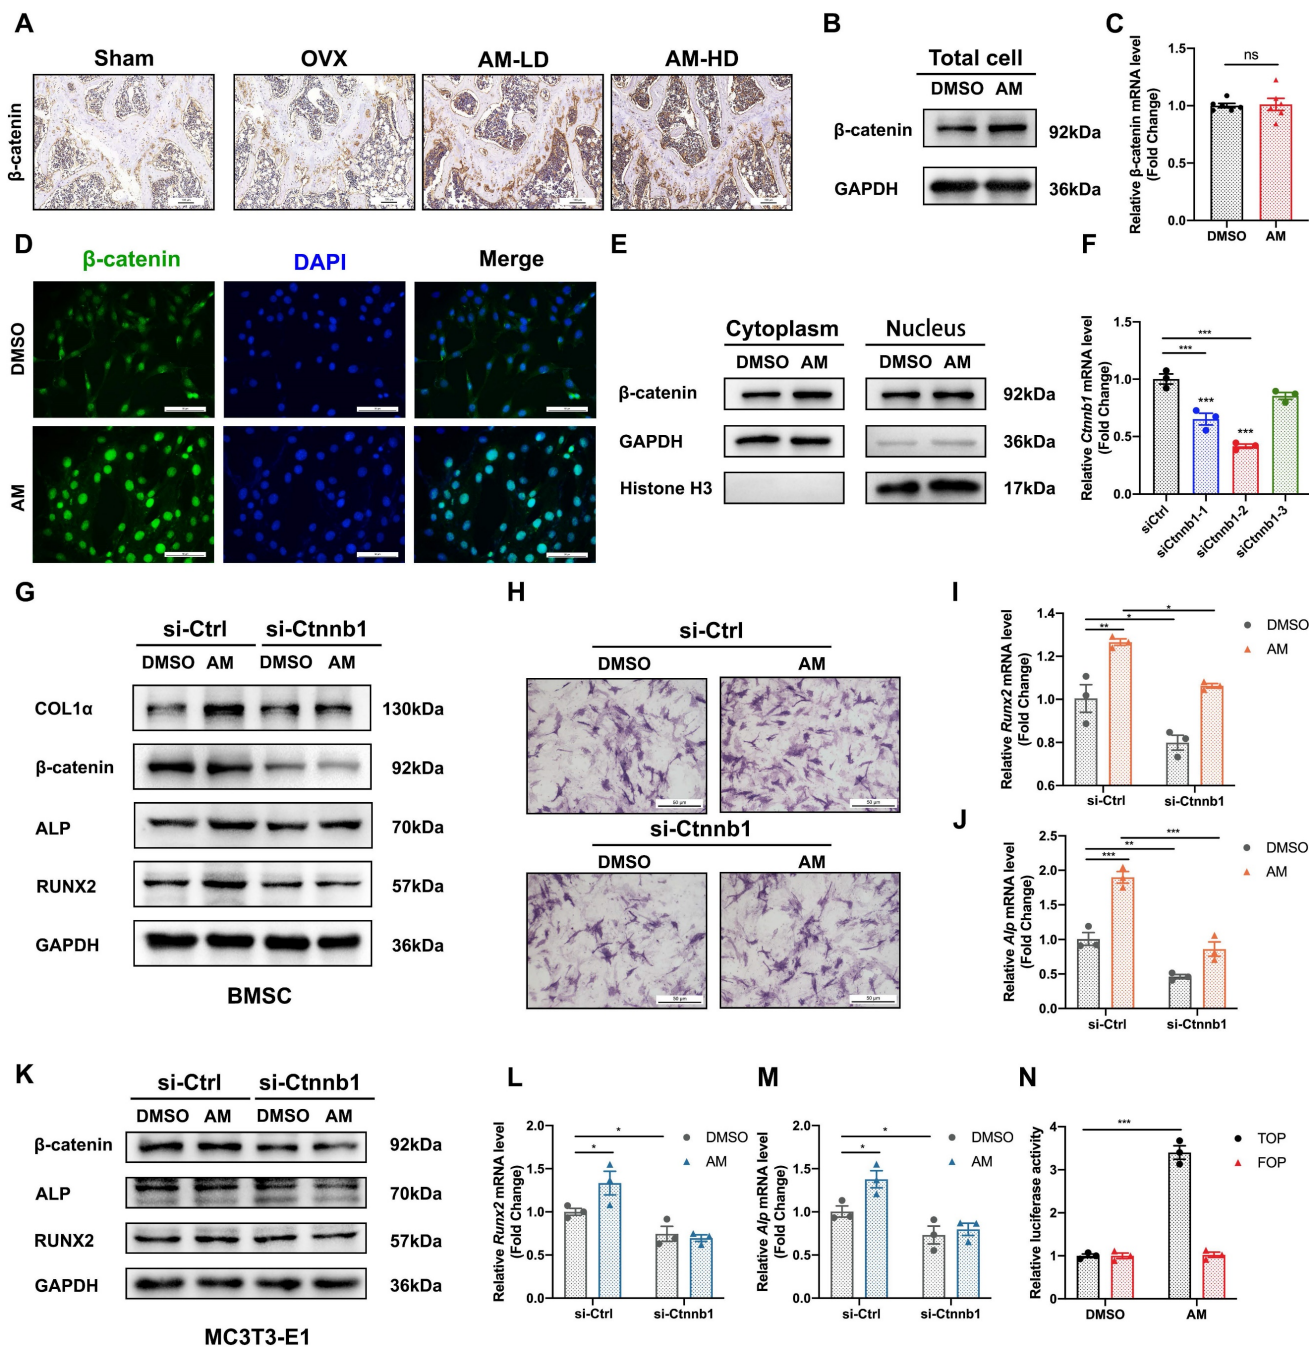 A
Sham OVX AM-LD AM-HD
β-catenin
B
Total cell
DMSO AM
β-catenin 92kDa
GAPDH 36kDa
C
Relative β-catenin mRNA level
(Fold Change)
1.5
1.0
0.5
0.0
ns
DMSO AM
D
β-catenin DAPI Merge
DMSO
AM
E
Cytoplasm Nucleus
DMSO AM DMSO AM
β-catenin 92kDa
GAPDH 36kDa
Histone H3 17kDa
F
Relative Ctnnb1 mRNA level
(Fold Change)
1.5
1.0
0.5
0.0
***
***
***
***
siCtrl siCtnnb1-1 siCtnnb1-2 siCtnnb1-3
G
si-Ctrl si-Ctnnb1
DMSO AM DMSO AM
COL1α 130kDa
β-catenin 92kDa
ALP 70kDa
RUNX2 57kDa
GAPDH 36kDa
BMSC
H
si-Ctrl
DMSO AM
50 μm 50 μm
si-Ctnnb1
DMSO AM
50 μm 50 μm
I
Relative Runx2 mRNA level
(Fold Change)
1.4
1.2
1.0
0.8
0.6
*
*
**
si-Ctrl si-Ctnnb1
DMSO
AM
J
Relative Alp mRNA level
(Fold Change)
2.5
2.0
1.5
1.0
0.5
0.0
***
**
***
si-Ctrl si-Ctnnb1
DMSO
AM
K
si-Ctrl si-Ctnnb1
DMSO AM DMSO AM
β-catenin 92kDa
ALP 70kDa
RUNX2 57kDa
GAPDH 36kDa
MC3T3-E1
L
Relative Runx2 mRNA level
(Fold Change)
2.0
1.5
1.0
0.5
0.0
*
*
si-Ctrl si-Ctnnb1
DMSO
AM
M
Relative Alp mRNA level
(Fold Change)
2.0
1.5
1.0
0.5
0.0
*
*
si-Ctrl si-Ctnnb1
DMSO
AM
N
Relative luciferase activity
4
3
2
1
0
***
DMSO AM
TOP
FOP